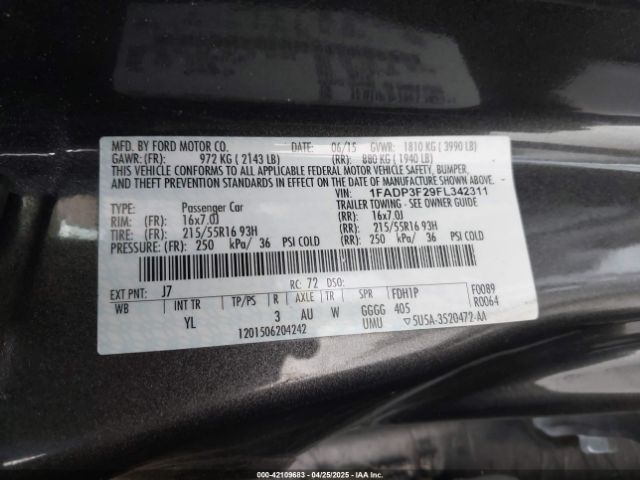 MFD. BY FORD MOTOR CO. DATE: 06/15 GVWR: 1810 KG ( 3990 LB)
GAWR: (FR): 972 KG ( 2143 LB) (RR): 880 KG ( 1940 LB)
THIS VEHICLE CONFORMS TO ALL APPLICABLE FEDERAL MOTOR VEHICLE SAFETY, BUMPER,
AND THEFT PREVENTION STANDARDS IN EFFECT ON THE DATE OF MANUFACTURE SHOWN ABOVE.
VIN: 1FADP3F29FL342311
TYPE: Passenger Car TRAILER TOWING - SEE OWNER GUIDE
RIM: (FR): 16x7.0J (RR): 16x7.0J
TIRE: (FR): 215/55R16 93H (RR): 215/55R16 93H
PRESSURE: (FR): 250 kPa/ 36 PSI COLD (RR): 250 kPa/ 36 PSI COLD
EXT PNT: J7 RC: 72 DSO: FDH1P F0089
WB INT TR TP/PS R AXLE TR SPR R0064
YL 3 AU W GGGG 405
1201506204242 UMU 5U5A-3520472-AA
000-42109683 - 04/25/2025 - IAAI.COM